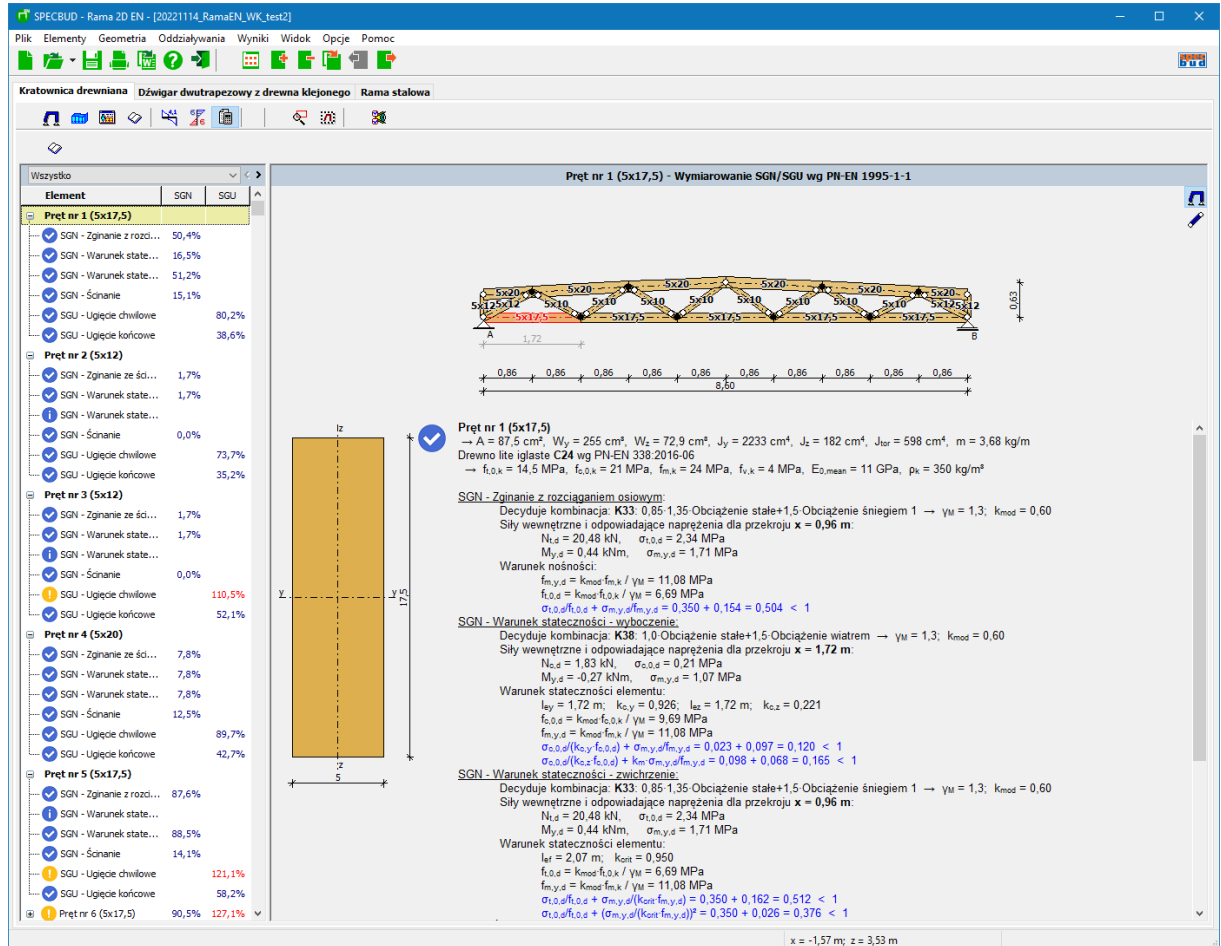 SPECBUD - Rama 2D EN - [20221114_RamaEN_WK_test2]
Plik Elementy Geometria Oddziaływania Wyniki Widok Opcje Pomoc
bud
Kratownica drewniana Dźwigar dwutrapezowy z drewna klejonego Rama stalowa
Wszystko
Element SGN SGU
Pręt nr 1 (5x17,5)
SGN - Zginanie z rozci... 50,4%
SGN - Warunek state... 16,5%
SGN - Warunek state... 51,2%
SGN - Ścinanie 15,1%
SGU - Ugięcie chwilowe 80,2%
SGU - Ugięcie końcowe 38,6%
Pręt nr 2 (5x12)
SGN - Zginanie ze ści... 1,7%
SGN - Warunek state... 1,7%
SGN - Warunek state...
SGN - Ścinanie 0,0%
SGU - Ugięcie chwilowe 73,7%
SGU - Ugięcie końcowe 35,2%
Pręt nr 3 (5x12)
SGN - Zginanie ze ści... 1,7%
SGN - Warunek state... 1,7%
SGN - Warunek state...
SGN - Ścinanie 0,0%
SGU - Ugięcie chwilowe 110,5%
SGU - Ugięcie końcowe 52,1%
Pręt nr 4 (5x20)
SGN - Zginanie ze ści... 7,8%
SGN - Warunek state... 7,8%
SGN - Warunek state... 7,8%
SGN - Ścinanie 12,5%
SGU - Ugięcie chwilowe 89,7%
SGU - Ugięcie końcowe 42,7%
Pręt nr 5 (5x17,5)
SGN - Zginanie z rozci... 87,6%
SGN - Warunek state...
SGN - Warunek state... 88,5%
SGN - Ścinanie 14,1%
SGU - Ugięcie chwilowe 121,1%
SGU - Ugięcie końcowe 58,2%
Pręt nr 6 (5x17,5) 90,5% 127,1%
Pręt nr 1 (5x17,5) - Wymiarowanie SGN/SGU wg PN-EN 1995-1-1
5x20 5x20 5x20 5x20 5x20 5x20
5x12 5x12 5x10 5x10 5x10 5x10 5x10 5x10 5x10 5x12 5x12
5x17,5 5x17,5 5x17,5 5x17,5 5x17,5
0,63
A B
1,72
0,86 0,86 0,86 0,86 0,86 0,86 0,86 0,86 0,86 0,86
8,60
z
y y
17,5
z
5
Pręt nr 1 (5x17,5)
→ A = 87,5 cm², Wy = 255 cm³, Wz = 72,9 cm³, Jy = 2233 cm⁴, Jz = 182 cm⁴, Jtor = 598 cm⁴, m = 3,68 kg/m
Drewno lite iglaste C24 wg PN-EN 338:2016-06
→ ft,0,k = 14,5 MPa, fc,0,k = 21 MPa, fm,k = 24 MPa, fv,k = 4 MPa, E0,mean = 11 GPa, ρk = 350 kg/m³
SGN - Zginanie z rozciąganiem osiowym:
Decyduje kombinacja: K33: 0,85·1,35·Obciążenie stałe+1,5·Obciążenie śniegiem 1 → γM = 1,3; kmod = 0,60
Siły wewnętrzne i odpowiadające naprężenia dla przekroju x = 0,96 m:
Nt,d = 20,48 kN, σt,0,d = 2,34 MPa
My,d = 0,44 kNm, σm,y,d = 1,71 MPa
Warunek nośności:
fm,y,d = kmod·fm,k / γM = 11,08 MPa
ft,0,d = kmod·ft,0,k / γM = 6,69 MPa
σt,0,d/ft,0,d + σm,y,d/fm,y,d = 0,350 + 0,154 = 0,504 < 1
SGN - Warunek stateczności - wyboczenie:
Decyduje kombinacja: K38: 1,0·Obciążenie stałe+1,5·Obciążenie wiatrem → γM = 1,3; kmod = 0,60
Siły wewnętrzne i odpowiadające naprężenia dla przekroju x = 1,72 m:
Nc,d = 1,83 kN, σc,0,d = 0,21 MPa
My,d = -0,27 kNm, σm,y,d = 1,07 MPa
Warunek stateczności elementu:
ley = 1,72 m; kc,y = 0,926; lez = 1,72 m; kc,z = 0,221
fc,0,d = kmod·fc,0,k / γM = 9,69 MPa
fm,y,d = kmod·fm,k / γM = 11,08 MPa
σc,0,d/(kc,y·fc,0,d) + σm,y,d/fm,y,d = 0,023 + 0,097 = 0,120 < 1
σc,0,d/(kc,z·fc,0,d) + km·σm,y,d/fm,y,d = 0,098 + 0,068 = 0,165 < 1
SGN - Warunek stateczności - zwichrzenie:
Decyduje kombinacja: K33: 0,85·1,35·Obciążenie stałe+1,5·Obciążenie śniegiem 1 → γM = 1,3; kmod = 0,60
Siły wewnętrzne i odpowiadające naprężenia dla przekroju x = 0,96 m:
Nt,d = 20,48 kN, σt,0,d = 2,34 MPa
My,d = 0,44 kNm, σm,y,d = 1,71 MPa
Warunek stateczności elementu:
lef = 2,07 m; kcrit = 0,950
ft,0,d = kmod·ft,0,k / γM = 6,69 MPa
fm,y,d = kmod·fm,k / γM = 11,08 MPa
σt,0,d/ft,0,d + σm,y,d/(kcrit·fm,y,d) = 0,350 + 0,162 = 0,512 < 1
σt,0,d/ft,0,d + (σm,y,d/(kcrit·fm,y,d))² = 0,350 + 0,026 = 0,376 < 1
x = -1,57 m; z = 3,53 m